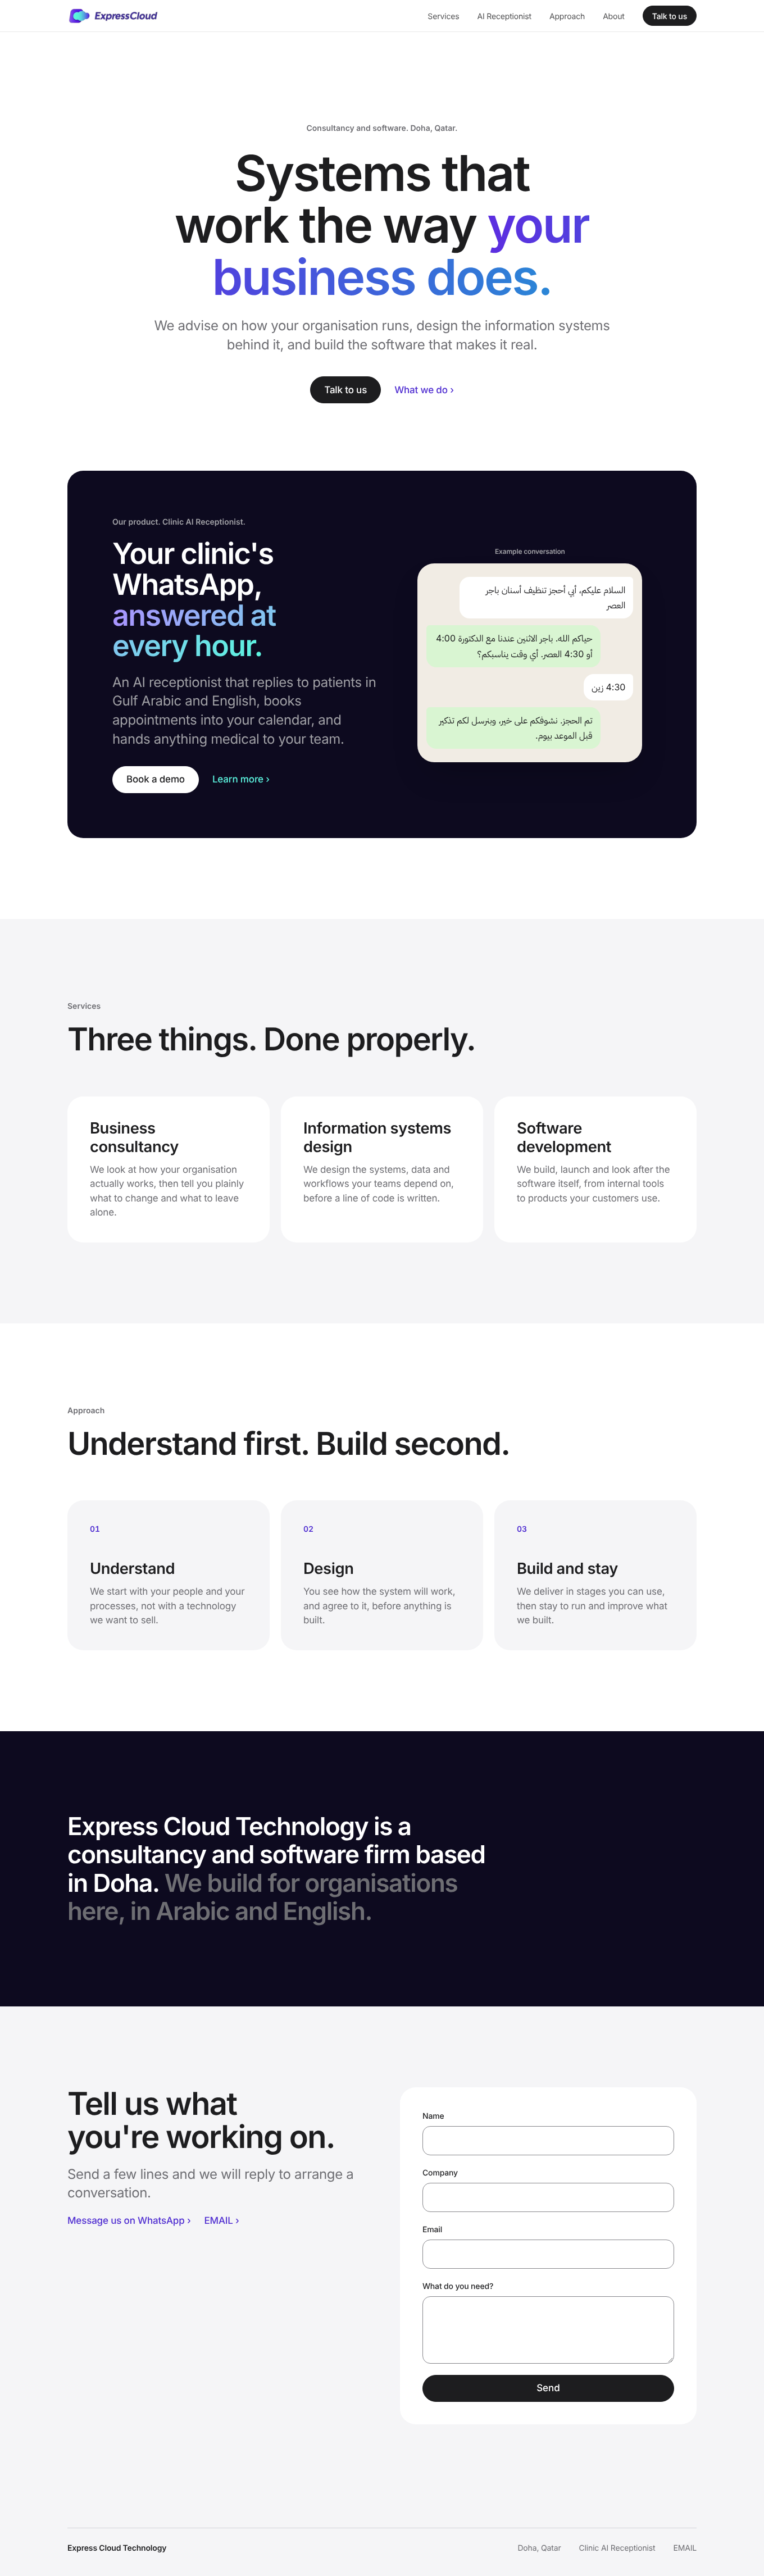 ExpressCloud
Services
AI Receptionist
Approach
About
Talk to us
Consultancy and software. Doha, Qatar.
Systems that
work the way your
business does.
We advise on how your organisation runs, design the information systems
behind it, and build the software that makes it real.
Talk to us
What we do ›
Our product. Clinic AI Receptionist.
Your clinic's
WhatsApp,
answered at
every hour.
An AI receptionist that replies to patients in
Gulf Arabic and English, books
appointments into your calendar, and
hands anything medical to your team.
Book a demo
Learn more ›
Example conversation
السلام عليكم، أبي أحجز تنظيف أسنان باجر
العصر
حياكم الله. باجر الاثنين عندنا مع الدكتورة 4:00
أو 4:30 العصر. أي وقت يناسبكم؟
4:30 زين
تم الحجز. نشوفكم على خير، وبنرسل لكم تذكير
قبل الموعد بيوم.
Services
Three things. Done properly.
Business
consultancy
We look at how your organisation
actually works, then tell you plainly
what to change and what to leave
alone.
Information systems
design
We design the systems, data and
workflows your teams depend on,
before a line of code is written.
Software
development
We build, launch and look after the
software itself, from internal tools
to products your customers use.
Approach
Understand first. Build second.
01
Understand
We start with your people and your
processes, not with a technology
we want to sell.
02
Design
You see how the system will work,
and agree to it, before anything is
built.
03
Build and stay
We deliver in stages you can use,
then stay to run and improve what
we built.
Express Cloud Technology is a
consultancy and software firm based
in Doha. We build for organisations
here, in Arabic and English.
Tell us what
you're working on.
Send a few lines and we will reply to arrange a
conversation.
Message us on WhatsApp ›
EMAIL ›
Name
Company
Email
What do you need?
Send
Express Cloud Technology
Doha, Qatar
Clinic AI Receptionist
EMAIL